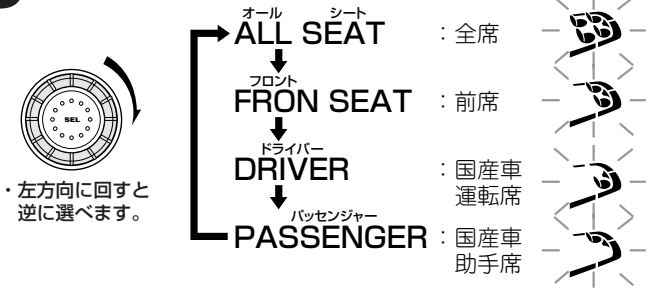 オール シート
ALL SEAT :全席
フロント
FRON SEAT :前席
SEL
ドライバー
DRIVER :国産車
運転席
・左方向に回すと
逆に選べます。
パッセンジャー
PASSENGER :国産車
助手席